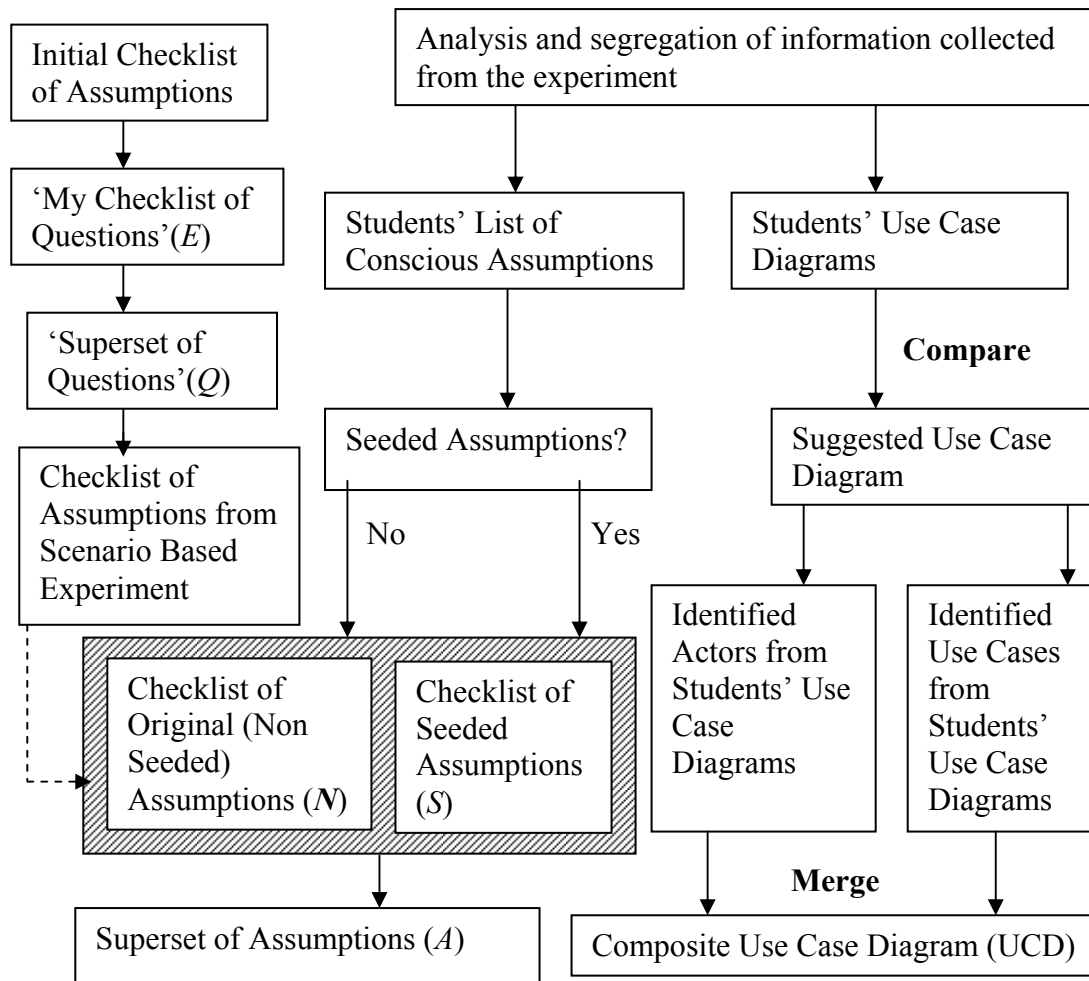 Initial Checklist
of Assumptions
Analysis and segregation of information collected
from the experiment
‘My Checklist of
Questions’(E)
Students’ List of
Conscious Assumptions
Students’ Use Case
Diagrams
‘Superset of
Questions’(Q)
Compare
Seeded Assumptions?
Suggested Use Case
Diagram
Checklist of
Assumptions from
Scenario Based
Experiment
No
Yes
Identified
Actors from
Students’ Use
Case
Diagrams
Identified
Use Cases
from
Students’
Use Case
Diagrams
Checklist of
Original (Non
Seeded)
Assumptions (N)
Checklist of
Seeded
Assumptions
(S)
Merge
Superset of Assumptions (A)
Composite Use Case Diagram (UCD)